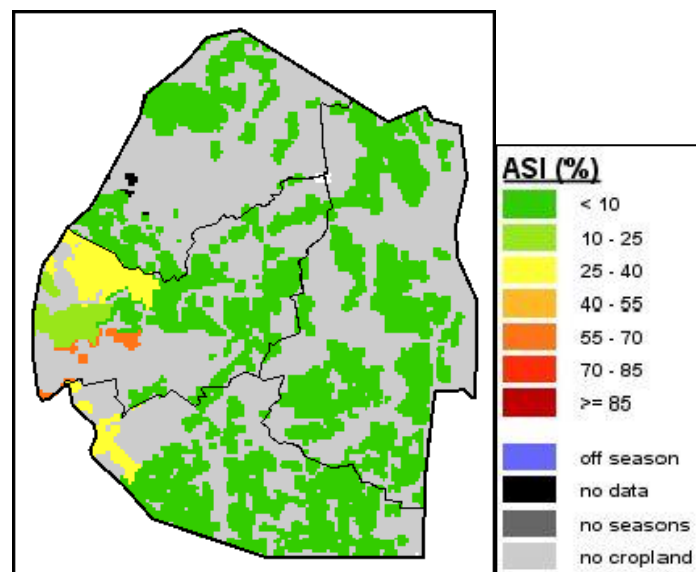 ASI (%)
< 10
10 - 25
25 - 40
40 - 55
55 - 70
70 - 85
>= 85
off season
no data
no seasons
no cropland